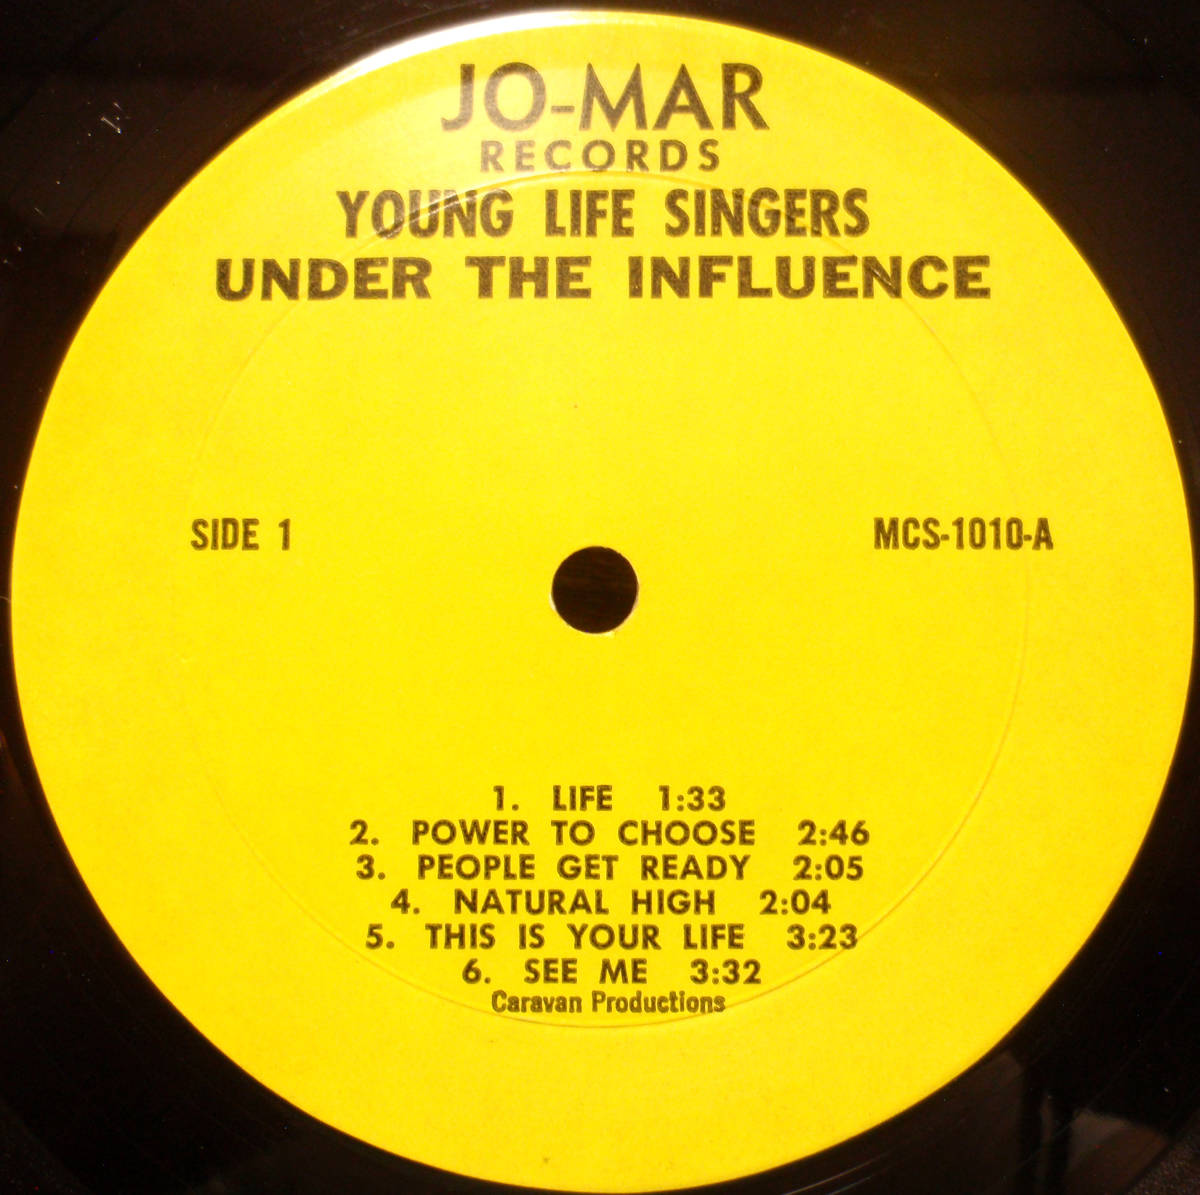 JO-MAR
RECORDS
YOUNG LIFE SINGERS
UNDER THE INFLUENCE
SIDE 1
MCS-1010-A
1. LIFE 1:33
2. POWER TO CHOOSE 2:46
3. PEOPLE GET READY 2:05
4. NATURAL HIGH 2:04
5. THIS IS YOUR LIFE 3:23
6. SEE ME 3:32
Caravan Productions